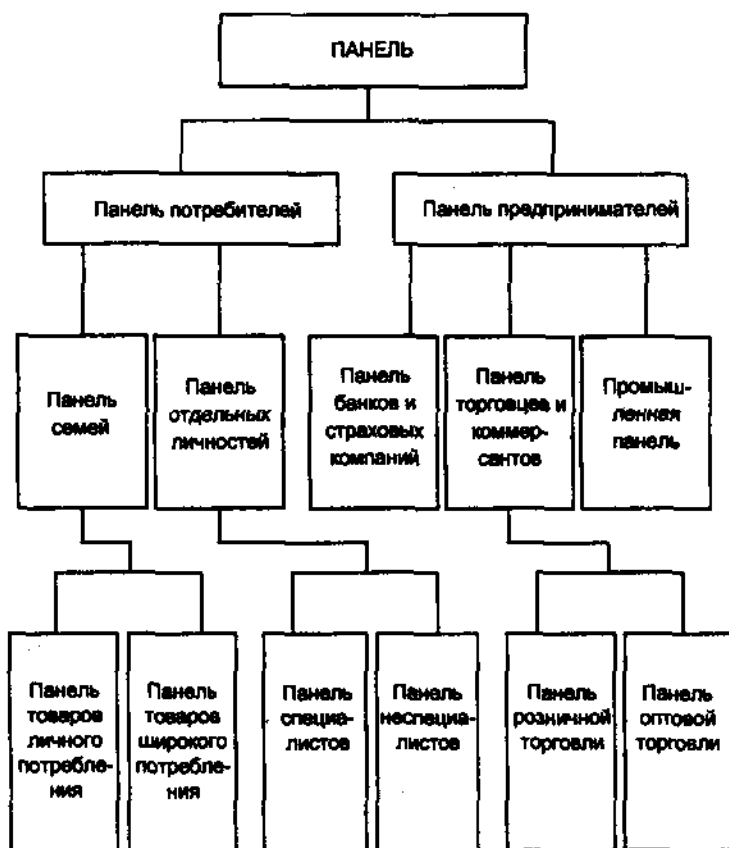 ПАНЕЛЬ
Панель потребителей
Панель предпринимателей
Панель
семей
Панель
отдельных
личностей
Панель
банков и
страховых
компаний
Панель
торговцев и
коммер-
сантов
Промыш-
ленная
панель
Панель
товаров
личного
потребле-
ния
Панель
товаров
широкого
потребле-
ния
Панель
специа-
листов
Панель
неспециа-
листов
Панель
розничной
торговли
Панель
оптовой
торговли